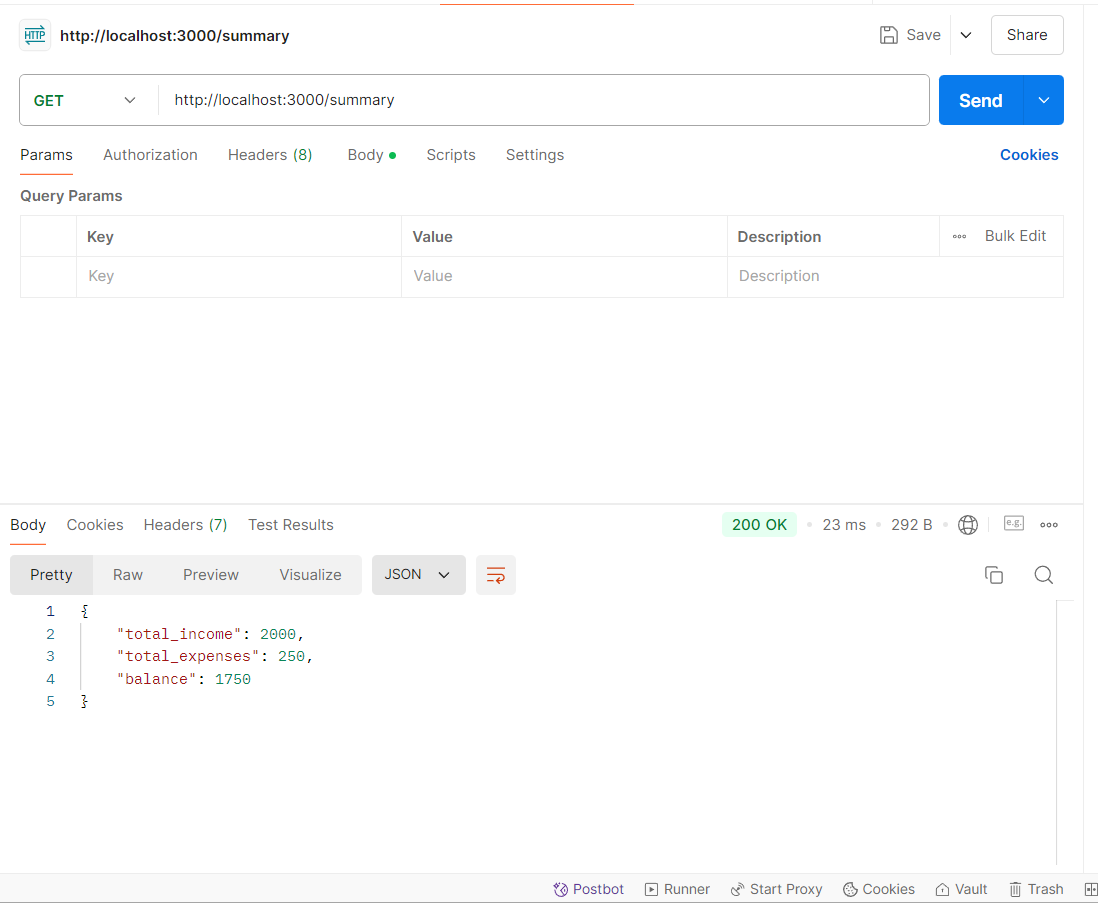 HTTP http://localhost:3000/summary Save Share
GET http://localhost:3000/summary Send
Params Authorization Headers (8) Body Scripts Settings Cookies
Query Params
Key Value Description Bulk Edit
Key Value Description
Body Cookies Headers (7) Test Results 200 OK 23 ms 292 B e.g.
Pretty Raw Preview Visualize JSON
1 {
2 "total_income": 2000,
3 "total_expenses": 250,
4 "balance": 1750
5 }
Postbot Runner Start Proxy Cookies Vault Trash